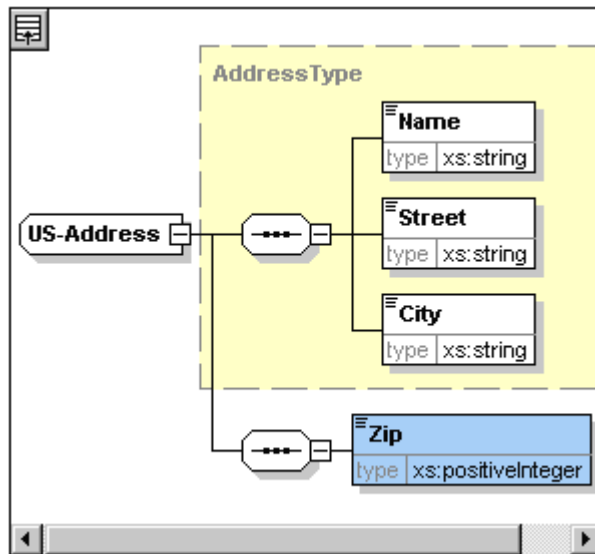 AddressType
Name
type xs:string
US-Address
Street
type xs:string
City
type xs:string
Zip
type xs:positiveInteger